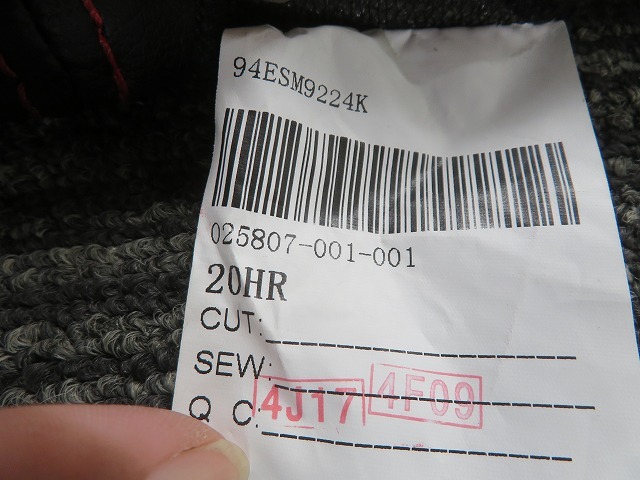 94ESM9224K
025807-001-001
20HR
CUT:
SEW:
Q C:
4J17 4F09